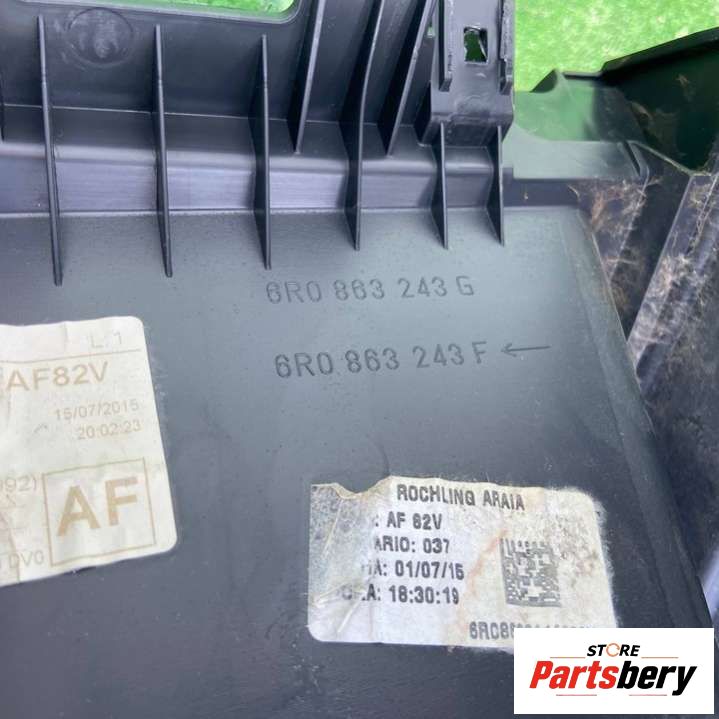 6R0 863 243 G
6R0 863 243 F ←
L: 1
AF82V
15/07/2015
20:02:23
AF
ROCHLING ARAIA
: AF 82V
ARIO: 037
01/07/15
: 18:30:19
STORE
Partsbery